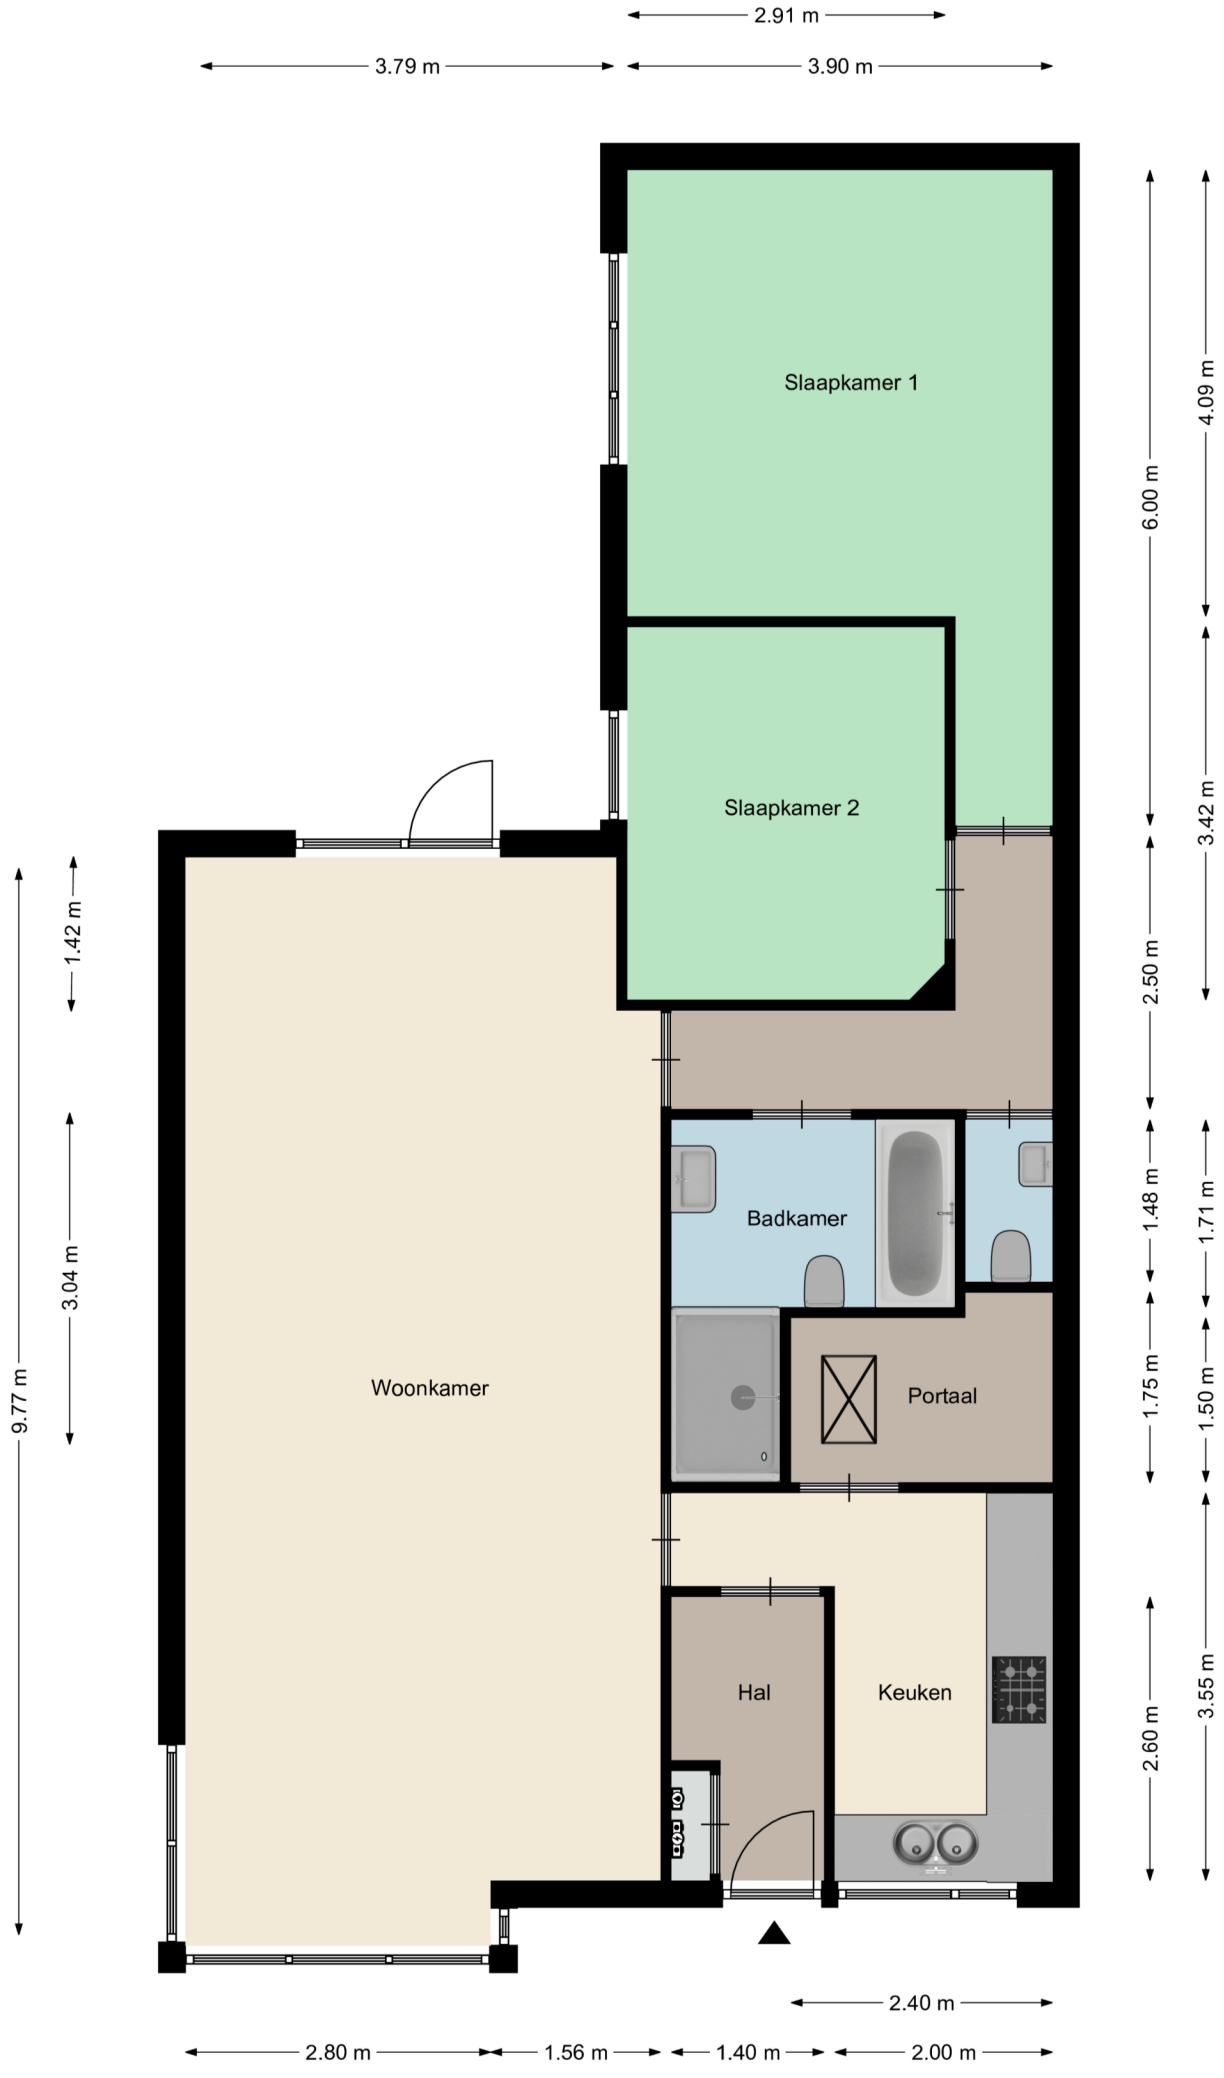 2.91 m
3.79 m
3.90 m
Slaapkamer 1
4.09 m
6.00 m
Slaapkamer 2
3.42 m
1.42 m
2.50 m
Badkamer
1.48 m
1.71 m
3.04 m
Woonkamer
Portaal
9.77 m
1.75 m
1.50 m
Hal
Keuken
2.60 m
3.55 m
2.40 m
2.80 m
1.56 m
1.40 m
2.00 m